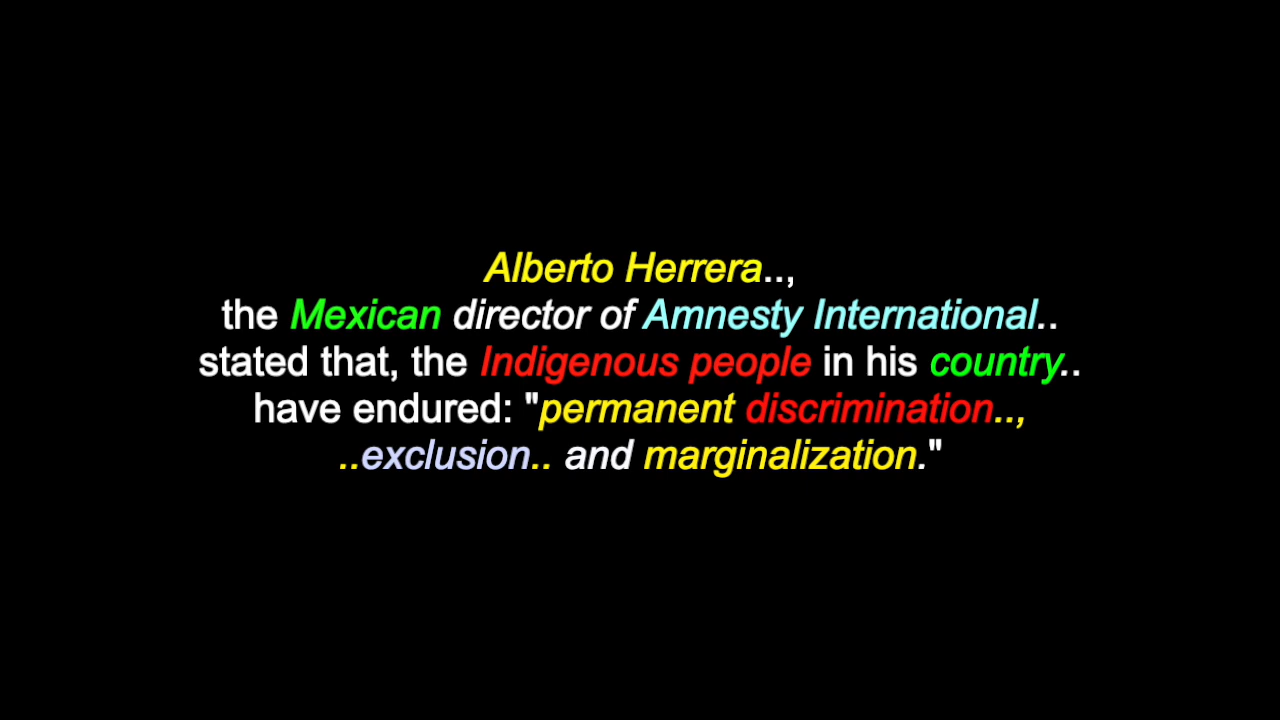 Alberto Herrera..,
the Mexican director of Amnesty International..
stated that, the Indigenous people in his country..
have endured: "permanent discrimination..,
..exclusion.. and marginalization."